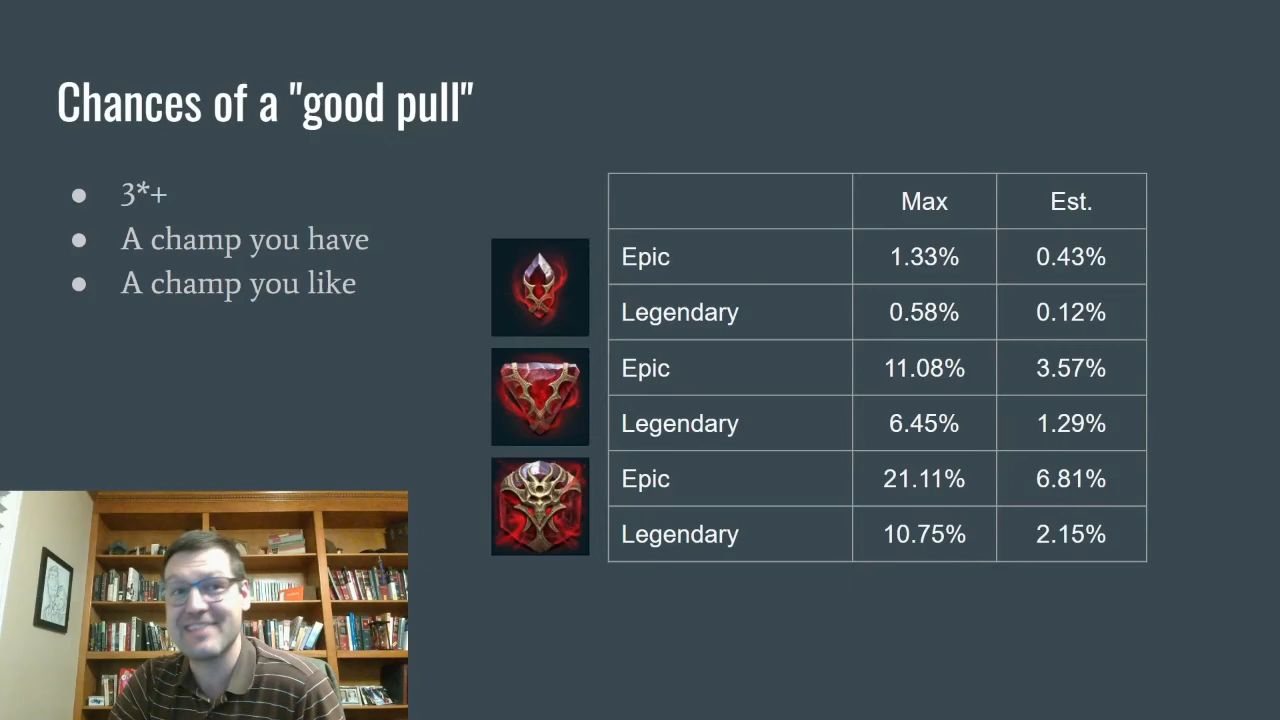 Chances of a "good pull"
3*+
A champ you have
A champ you like
Max Est.
Epic 1.33% 0.43%
Legendary 0.58% 0.12%
Epic 11.08% 3.57%
Legendary 6.45% 1.29%
Epic 21.11% 6.81%
Legendary 10.75% 2.15%